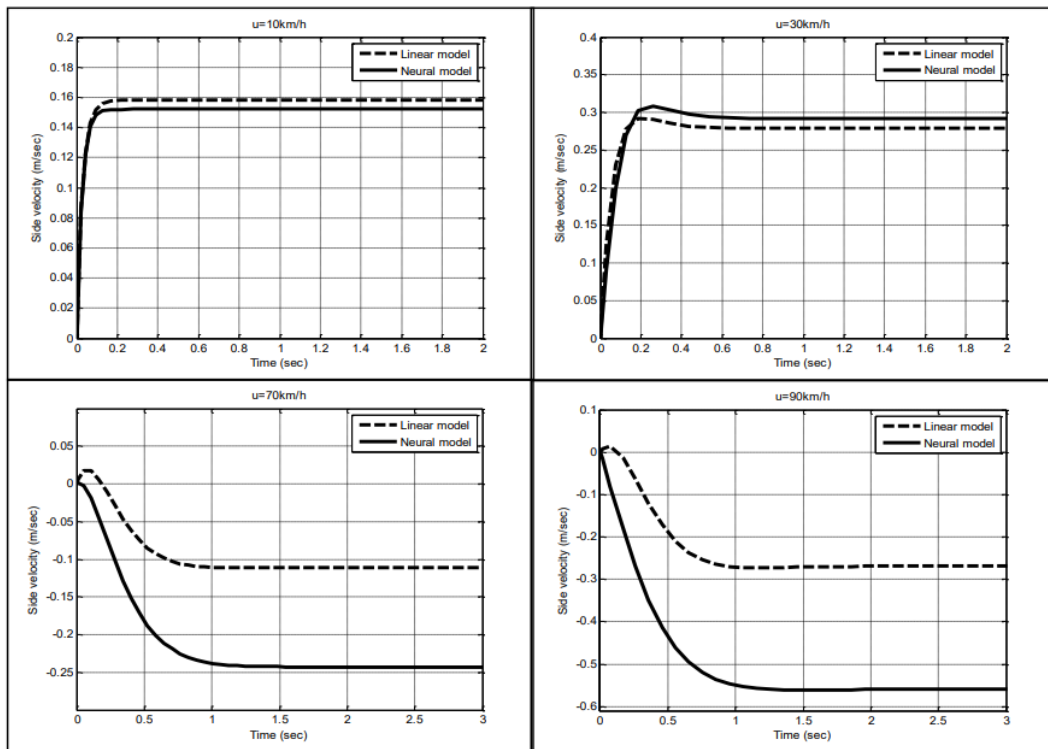 u=10km/h
0.2
0.18
0.16
0.14
0.12
0.1
0.08
0.06
0.04
0.02
0
Side velocity (m/sec)
Linear model
Neural model
0 0.2 0.4 0.6 0.8 1 1.2 1.4 1.6 1.8 2
Time (sec)
u=30km/h
0.4
0.35
0.3
0.25
0.2
0.15
0.1
0.05
0
Side velocity (m/sec)
Linear model
Neural model
0 0.2 0.4 0.6 0.8 1 1.2 1.4 1.6 1.8 2
Time (sec)
u=70km/h
0.05
0
-0.05
-0.1
-0.15
-0.2
-0.25
Side velocity (m/sec)
Linear model
Neural model
0 0.5 1 1.5 2 2.5 3
Time (sec)
u=90km/h
0.1
0
-0.1
-0.2
-0.3
-0.4
-0.5
-0.6
Side velocity (m/sec)
Linear model
Neural model
0 0.5 1 1.5 2 2.5 3
Time (sec)